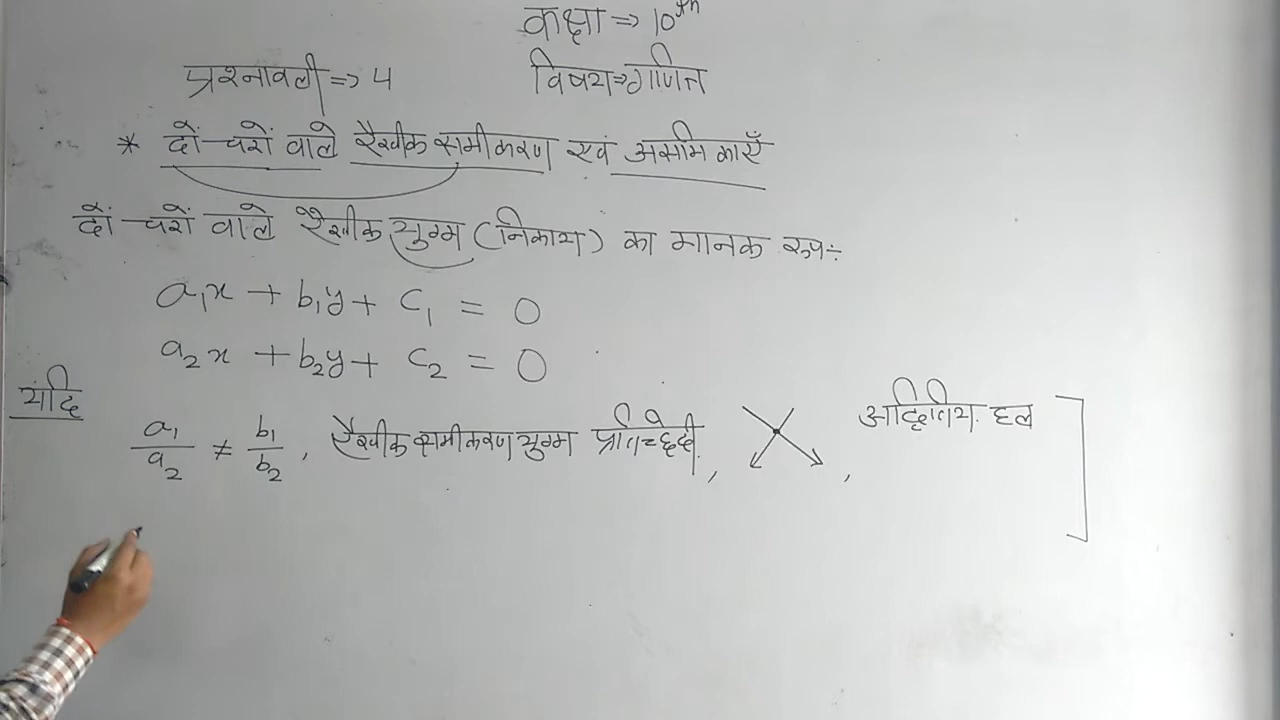 कक्षा => 10th
प्रश्नावली => 4
विषय => गणित
* दों-चरों वाले रैखीक समीकरण एवं असीमिकाएँ
दों-चरों वाले रैखीक युग्म (निकाय) का मानक रुप ÷
a₁x + b₁y + c₁ = 0
a₂x + b₂y + c₂ = 0
यदि
a₁/a₂ ≠ b₁/b₂, रैखीक समीकरण युग्म प्रतिच्छेदी, , अद्वितिय हल ]